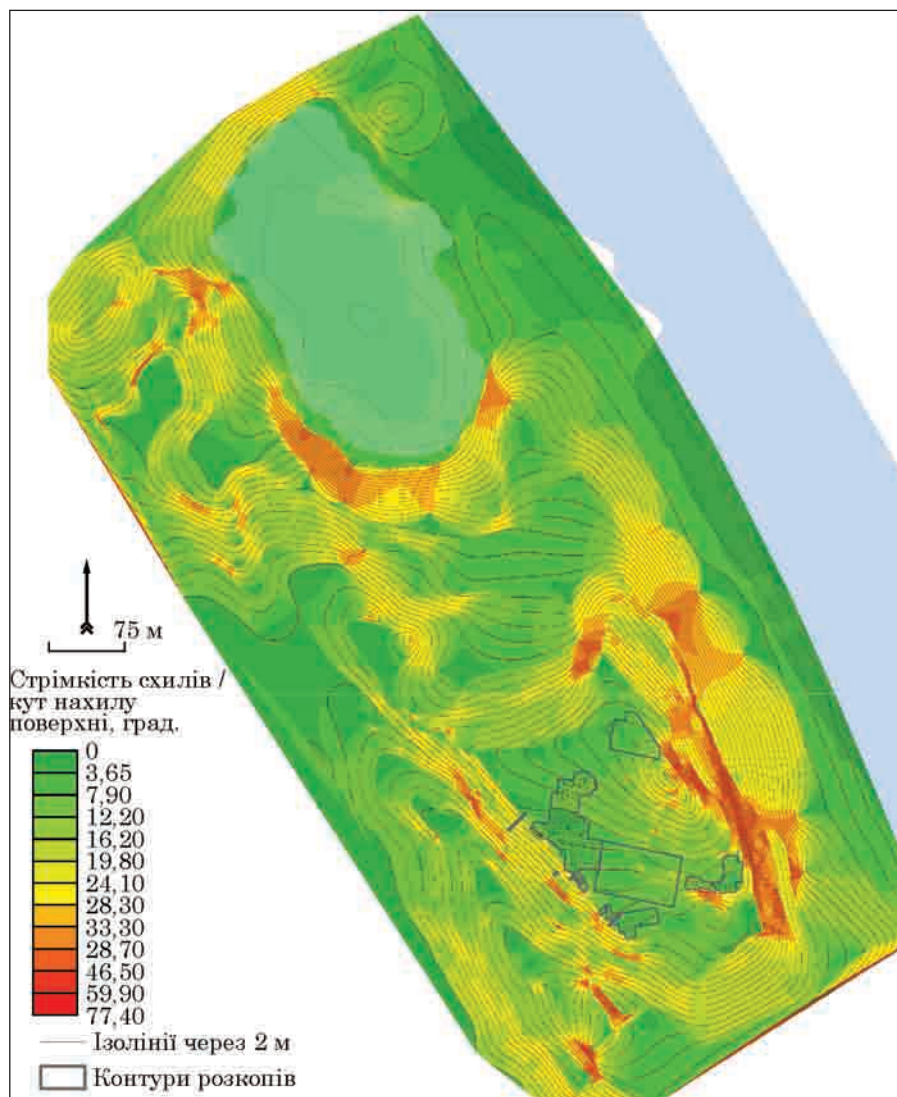 75 м
Стрімкість схилів /
кут нахилу
поверхні, град.
0
3,65
7,90
12,20
16,20
19,80
24,10
28,30
33,30
28,70
46,50
59,90
77,40
Ізолінії через 2 м
Контури розкопів